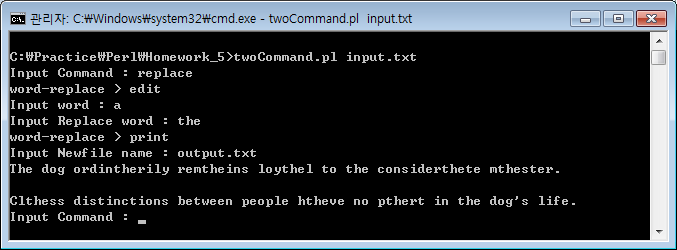 관리자: C:\Windows\system32\cmd.exe - twoCommand.pl  input.txt
C:₩Practice₩Perl₩Homework_5>twoCommand.pl input.txt
Input Command : replace
word-replace > edit
Input word : a
Input Replace word : the
word-replace > print
Input Newfile name : output.txt
The dog ordintherily remtheins loythel to the considerthete mthester.
Clthess distinctions between people htheve no pthert in the dog's life.
Input Command : _